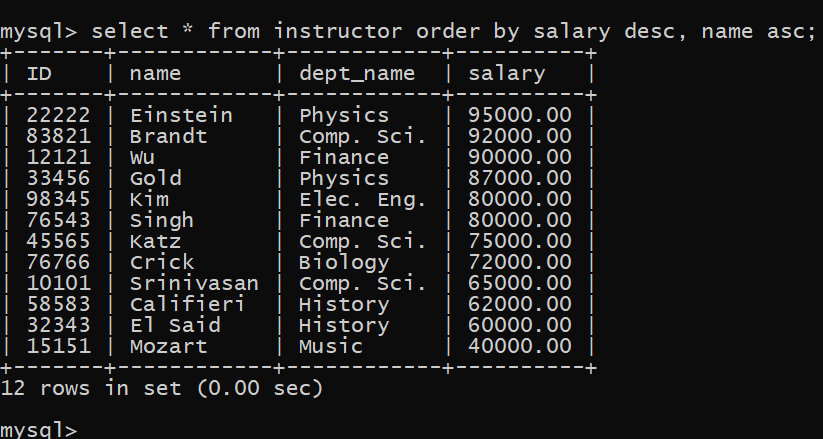 mysql> select * from instructor order by salary desc, name asc;
+-------+------------+------------+----------+
| ID    | name       | dept_name  | salary   |
+-------+------------+------------+----------+
| 22222 | Einstein   | Physics    | 95000.00 |
| 83821 | Brandt     | Comp. Sci. | 92000.00 |
| 12121 | Wu         | Finance    | 90000.00 |
| 33456 | Gold       | Physics    | 87000.00 |
| 98345 | Kim        | Elec. Eng. | 80000.00 |
| 76543 | Singh      | Finance    | 80000.00 |
| 45565 | Katz       | Comp. Sci. | 75000.00 |
| 76766 | Crick      | Biology    | 72000.00 |
| 10101 | Srinivasan | Comp. Sci. | 65000.00 |
| 58583 | Califieri  | History    | 62000.00 |
| 32343 | El Said    | History    | 60000.00 |
| 15151 | Mozart     | Music      | 40000.00 |
+-------+------------+------------+----------+
12 rows in set (0.00 sec)
mysql>